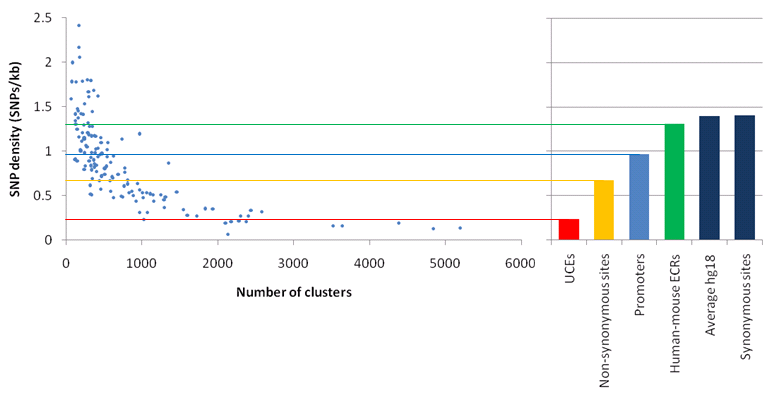 SNP density (SNPs/kb)
2.5
2
1.5
1
0.5
0
0 1000 2000 3000 4000 5000 6000
Number of clusters
UCEs
Non-synonymous sites
Promoters
Human-mouse ECRs
Average hg18
Synonymous sites